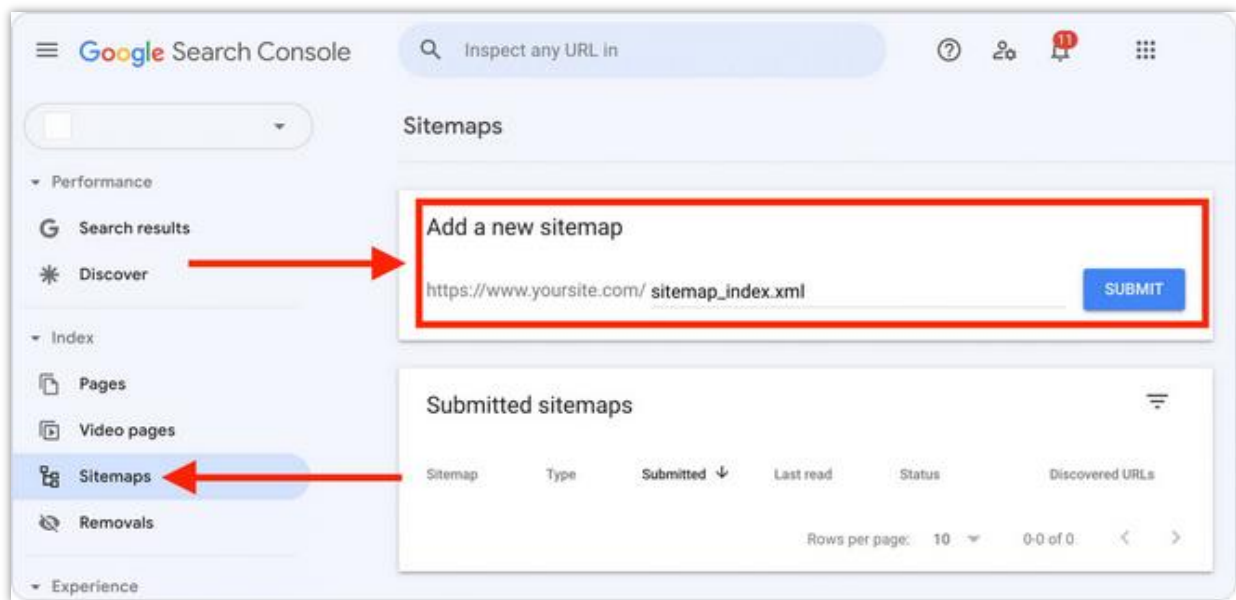 Google Search Console
Inspect any URL in
11
Sitemaps
Performance
Search results
Discover
Index
Pages
Video pages
Sitemaps
Removals
Experience
Add a new sitemap
https://www.yoursite.com/ sitemap_index.xml
SUBMIT
Submitted sitemaps
Sitemap Type Submitted Last read Status Discovered URLs
Rows per page: 10 0-0 of 0